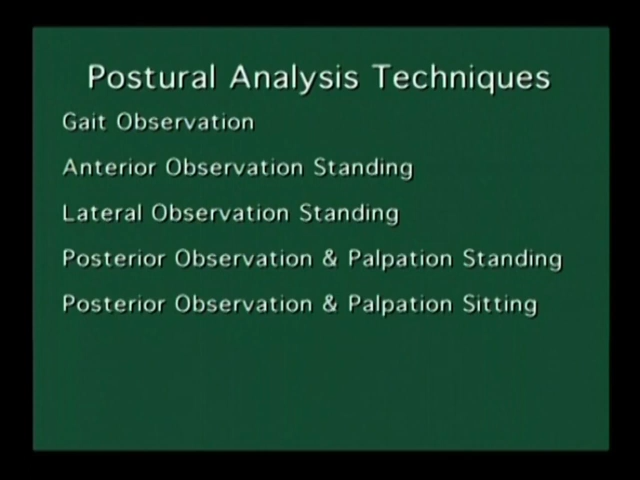 Postural Analysis Techniques
Gait Observation
Anterior Observation Standing
Lateral Observation Standing
Posterior Observation & Palpation Standing
Posterior Observation & Palpation Sitting